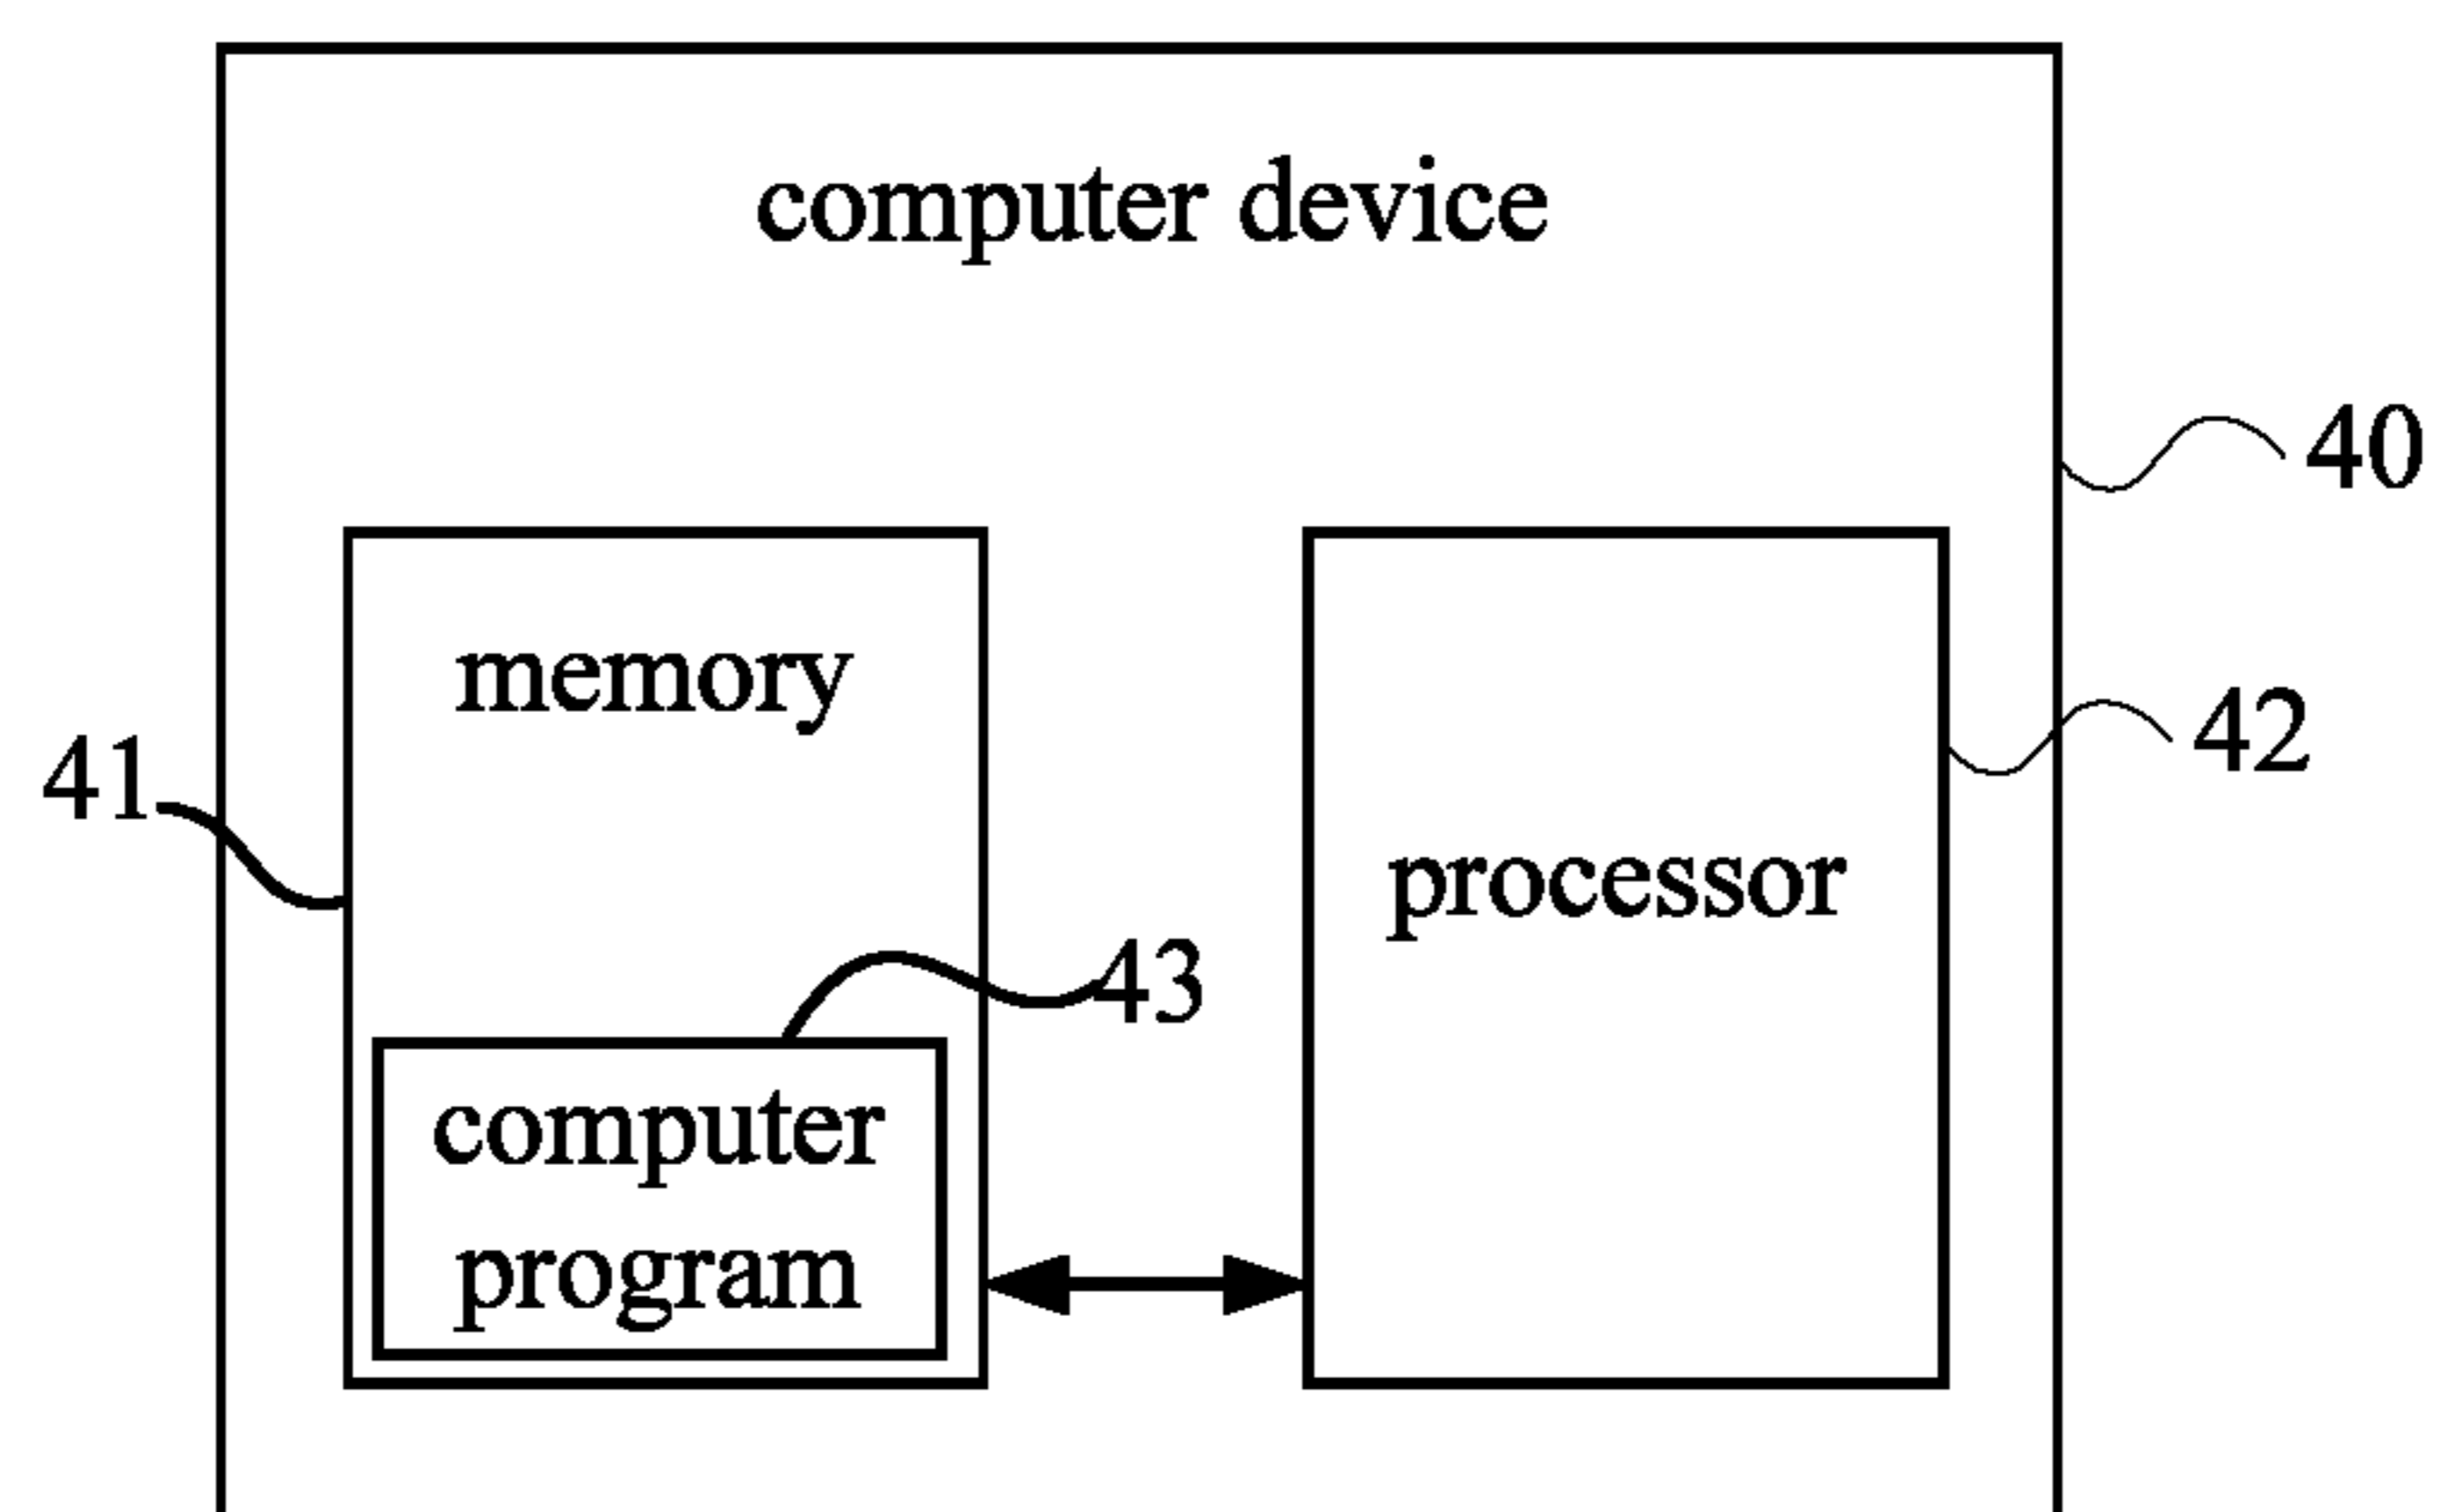 computer device
40
memory
42
41
processor
43
computer
program